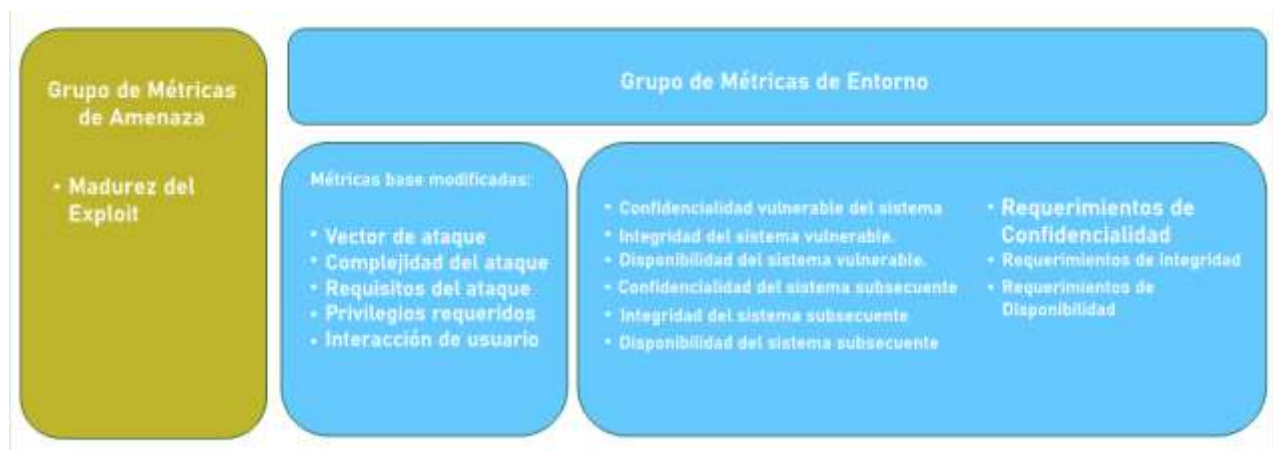 Grupo de Métricas
de Amenaza
• Madurez del
Exploit
Grupo de Métricas de Entorno
Métricas base modificadas:
• Vector de ataque
• Complejidad del ataque
• Requisitos del ataque
• Privilegios requeridos
• Interacción de usuario
• Confidencialidad vulnerable del sistema
• Integridad del sistema vulnerable.
• Disponibilidad del sistema vulnerable.
• Confidencialidad del sistema subsecuente
• Integridad del sistema subsecuente
• Disponibilidad del sistema subsecuente
• Requerimientos de
Confidencialidad
• Requerimientos de integridad
• Requerimientos de
Disponibilidad